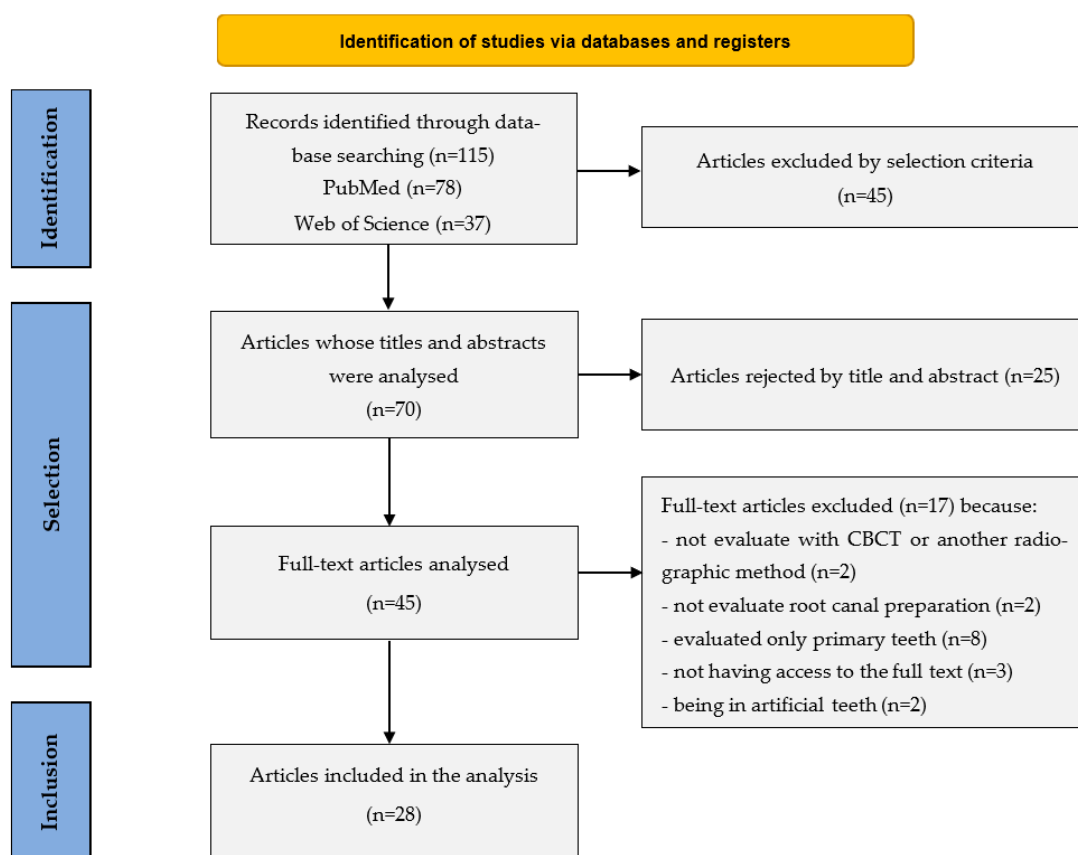 Identification of studies via databases and registers
Identification
Records identified through data-
base searching (n=115)
PubMed (n=78)
Web of Science (n=37)
Articles excluded by selection criteria
(n=45)
Selection
Articles whose titles and abstracts
were analysed
(n=70)
Articles rejected by title and abstract (n=25)
Full-text articles analysed
(n=45)
Full-text articles excluded (n=17) because:
- not evaluate with CBCT or another radio-
graphic method (n=2)
- not evaluate root canal preparation (n=2)
- evaluated only primary teeth (n=8)
- not having access to the full text (n=3)
- being in artificial teeth (n=2)
Inclusion
Articles included in the analysis
(n=28)